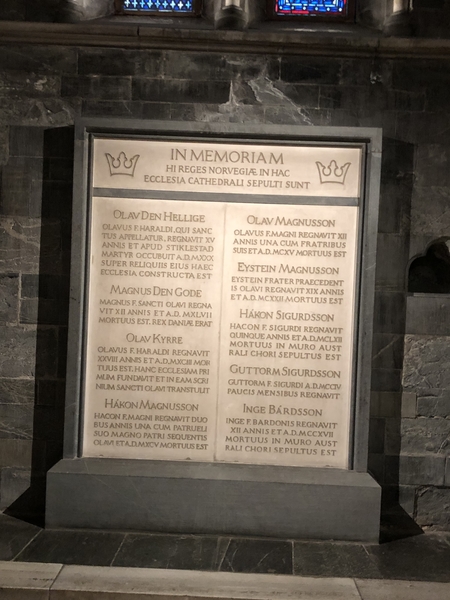 IN MEMORIAM
HI REGES NORVEGIÆ IN HAC
ECCLESIA CATHEDRALI SEPULTI SUNT
OLAV DEN HELLIGE
OLAVUS F. HARALDI, QUI SANC
TUS APPELLATUR, REGNAVIT XV
ANNIS ET APUD STIKLESTAD
MARTYR OCCUBUIT A.D. MXXX
SUPER RELIQUIIS EIUS HAEC
ECCLESIA CONSTRUCTA EST
MAGNUS DEN GODE
MAGNUS F. SANCTI OLAVI REGNA
VIT XII ANNIS ET A.D. MXLVII
MORTUUS EST. REX DANIÆ ERAT
OLAV KYRRE
OLAVUS F. HARALDI REGNAVIT
XXVIII ANNIS ET A.D. MXCIII MOR
TUUS EST. HANC ECCLESIAM PRI
MUM FUNDAVIT ET IN EAM SCRI
NIUM SANCTI OLAVI TRANSTULIT
HÅKON MAGNUSSON
HACON F. MAGNI REGNAVIT DUO
BUS ANNIS UNA CUM PATRUELI
SUO MAGNO PATRI SEQUENTIS
OLAVI ET A.D. MXCV MORTUUS EST
OLAV MAGNUSSON
OLAVUS F. MAGNI REGNAVIT XII
ANNIS UNA CUM FRATRIBUS
SUIS ET A.D. MCXV MORTUUS EST
EYSTEIN MAGNUSSON
EYSTEIN FRATER PRAECEDENT
IS OLAVI REGNAVIT XIX ANNIS
ET A.D. MCXXII MORTUUS EST
HÅKON SIGURDSSON
HACON F. SIGURDI REGNAVIT
QUINQUE ANNIS ET A.D. MCLXII
MORTUUS IN MURO AUST
RALI CHORI SEPULTUS EST
GUTTORM SIGURDSSON
GUTTORM F. SIGURDI A.D. MCCIV
PAUCIS MENSIBUS REGNAVIT
INGE BÅRDSSON
INGE F. BARDONIS REGNAVIT
XII ANNIS ET A.D. MCCXVII
MORTUUS IN MURO AUST
RALI CHORI SEPULTUS EST